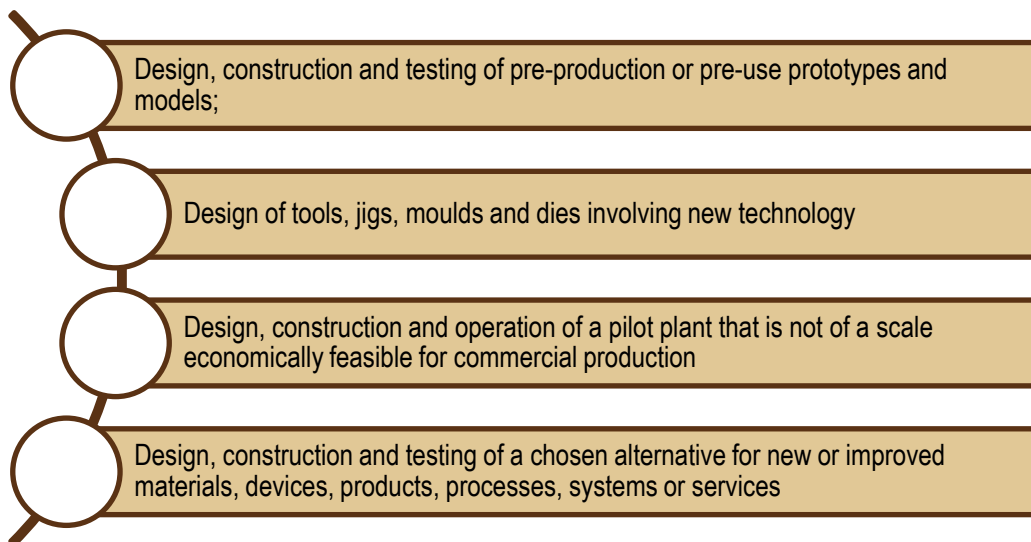 Design, construction and testing of pre-production or pre-use prototypes and
models;
Design of tools, jigs, moulds and dies involving new technology
Design, construction and operation of a pilot plant that is not of a scale
economically feasible for commercial production
Design, construction and testing of a chosen alternative for new or improved
materials, devices, products, processes, systems or services